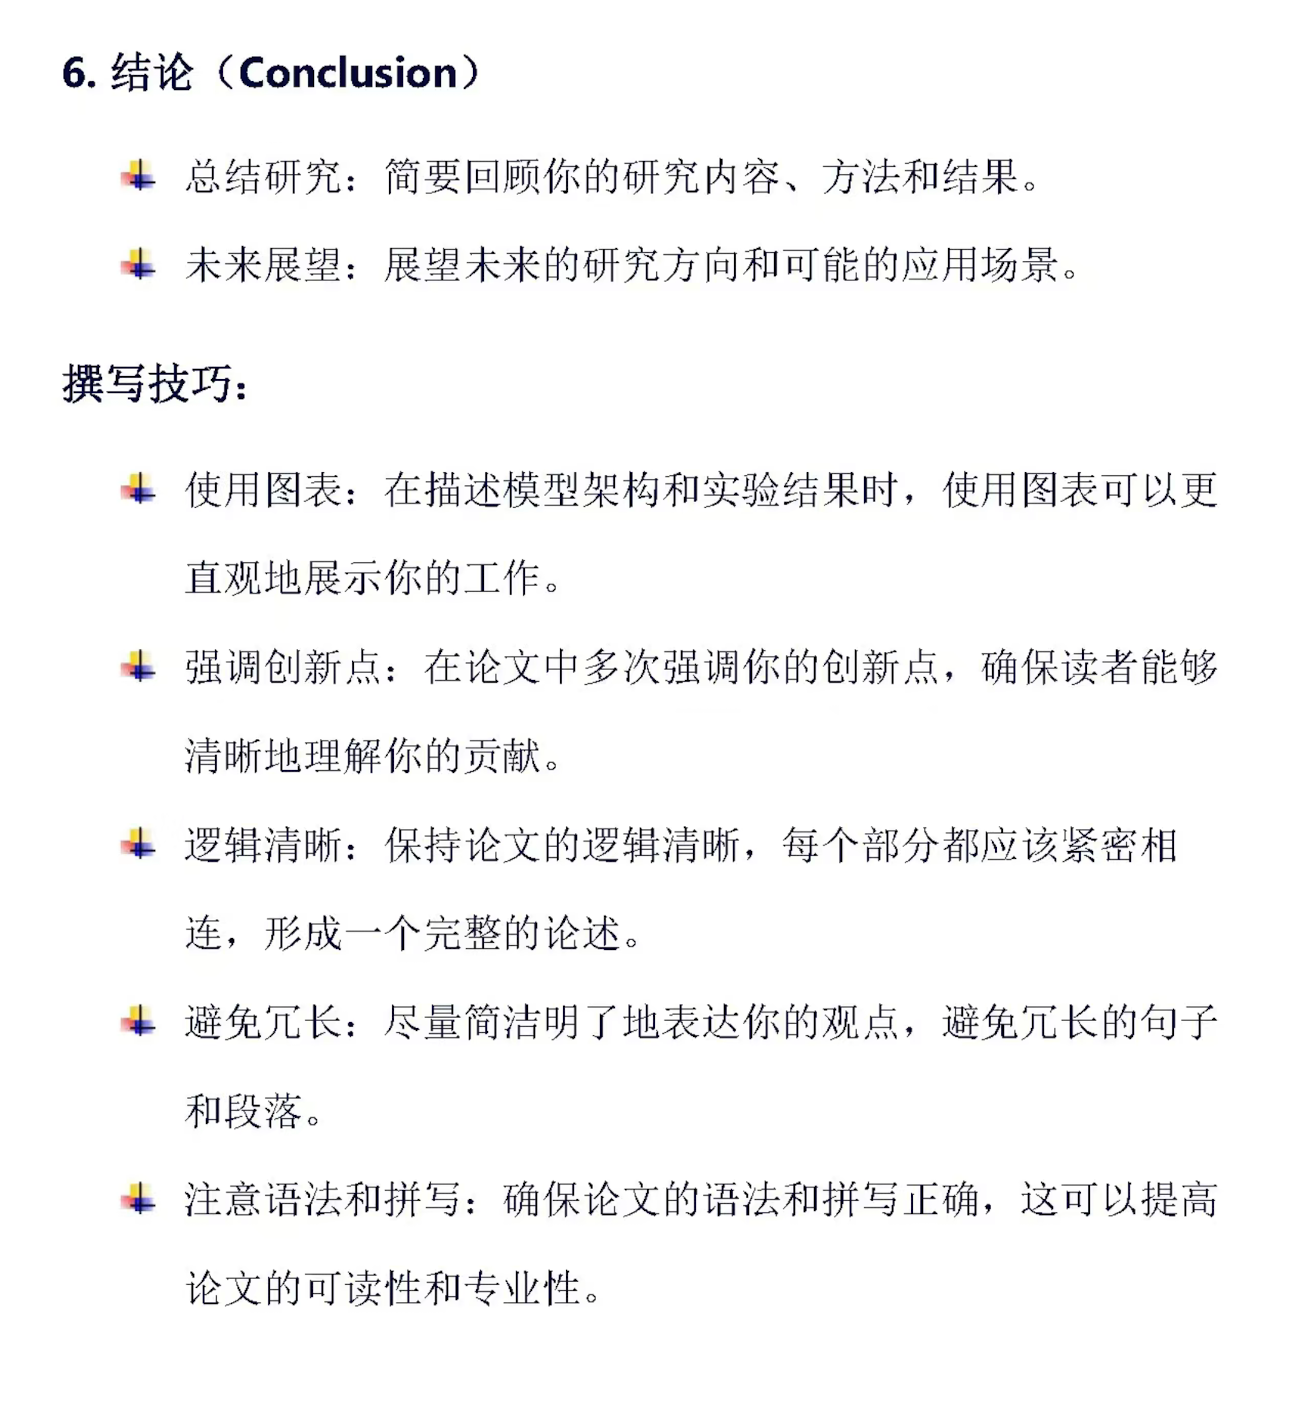 6. 结论（Conclusion）
总结研究：简要回顾你的研究内容、方法和结果。
未来展望：展望未来的研究方向和可能的应用场景。
撰写技巧：
使用图表：在描述模型架构和实验结果时，使用图表可以更
直观地展示你的工作。
强调创新点：在论文中多次强调你的创新点，确保读者能够
清晰地理解你的贡献。
逻辑清晰：保持论文的逻辑清晰，每个部分都应该紧密相
连，形成一个完整的论述。
避免冗长：尽量简洁明了地表达你的观点，避免冗长的句子
和段落。
注意语法和拼写：确保论文的语法和拼写正确，这可以提高
论文的可读性和专业性。